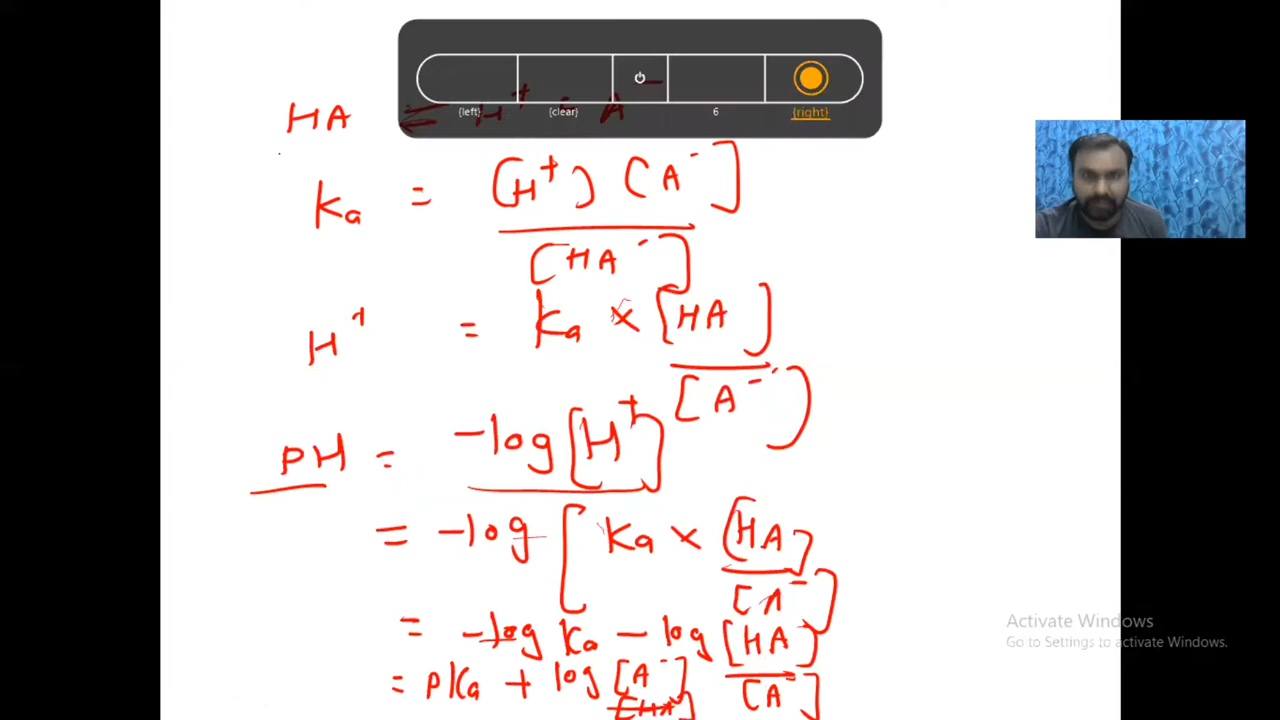 {left} {clear} 6 {right}
HA ⇌ H⁺ + A⁻
Ka = [H⁺) (A⁻]
[HA⁻]
H⁺ = Ka × [HA]
[A⁻]
PH = -log[H⁺]
= -log [Ka × [HA]
[A⁻]
= -log Ka - log [HA]
[A⁻]
= PKa + log [A⁻]
[HA]
Activate Windows
Go to Settings to activate Windows.